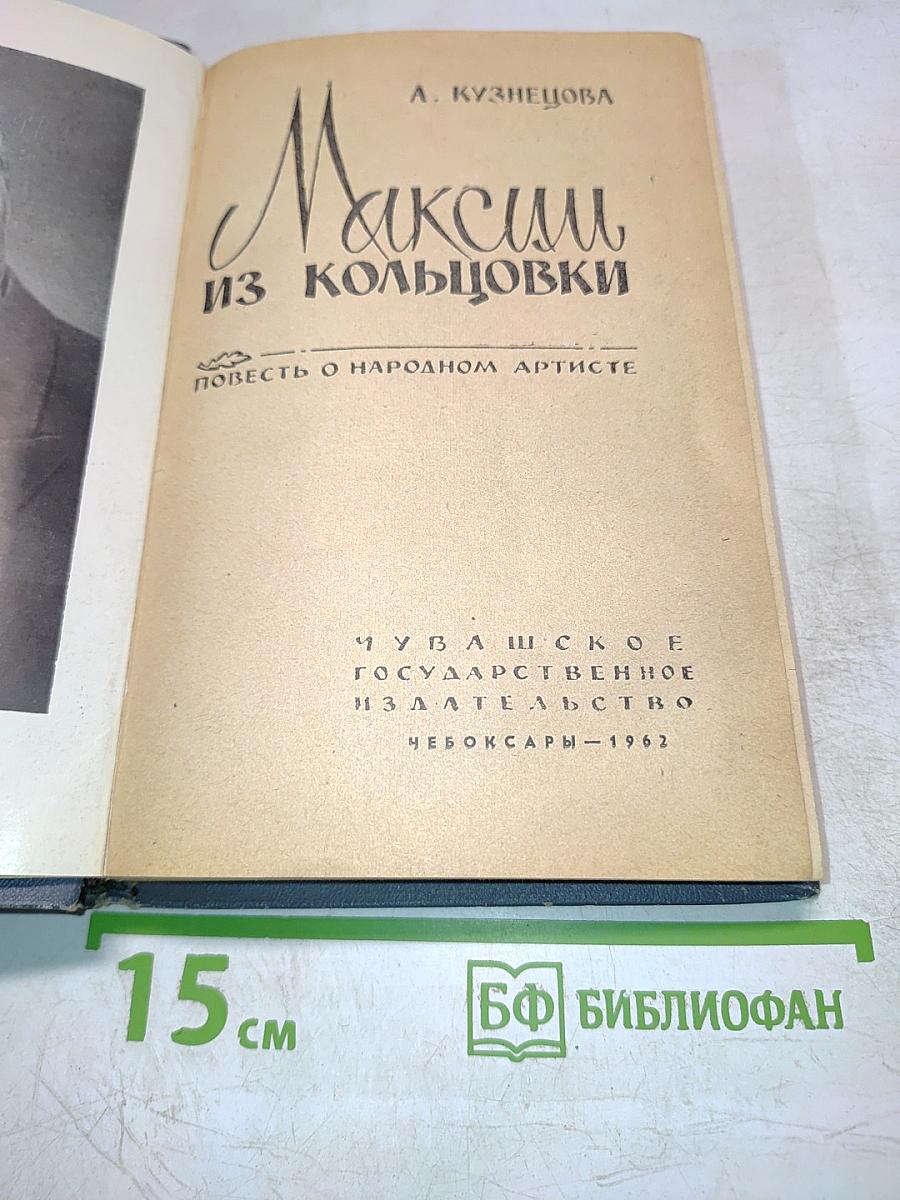 А. КУЗНЕЦОВА
Максим
ИЗ КОЛЬЦОВКИ
ПОВЕСТЬ О НАРОДНОМ АРТИСТЕ
ЧУВАШСКОЕ
ГОСУДАРСТВЕННОЕ
ИЗДАТЕЛЬСТВО
ЧЕБОКСАРЫ — 1962
15 см
БФ БИБЛИОФАН